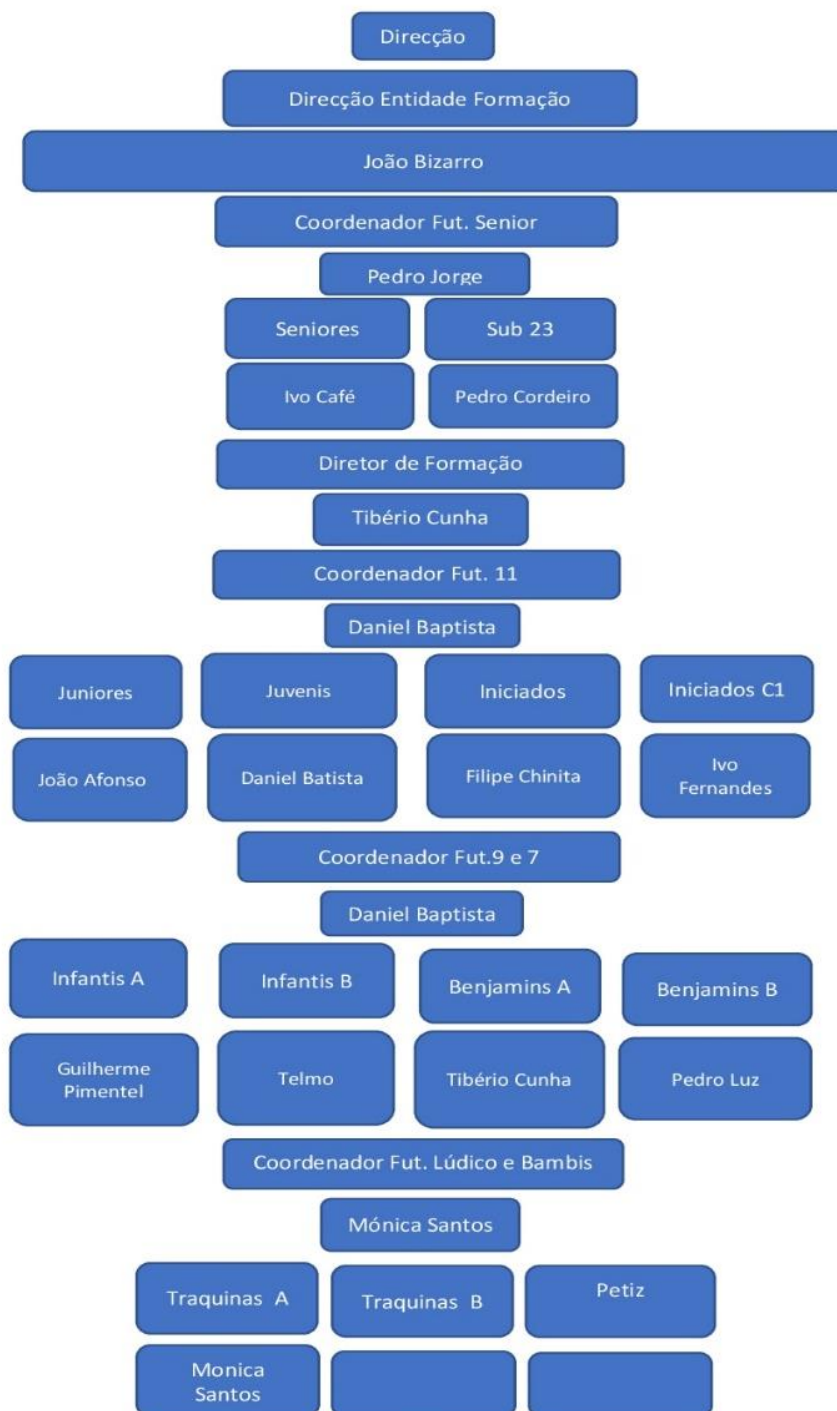 Direcção
Direcção Entidade Formação
João Bizarro
Coordenador Fut. Senior
Pedro Jorge
Seniores
Sub 23
Ivo Café
Pedro Cordeiro
Diretor de Formação
Tibério Cunha
Coordenador Fut. 11
Daniel Baptista
Juniores
Juvenis
Iniciados
Iniciados C1
João Afonso
Daniel Batista
Filipe Chinita
Ivo
Fernandes
Coordenador Fut.9 e 7
Daniel Baptista
Infantis A
Infantis B
Benjamins A
Benjamins B
Guilherme
Pimentel
Telmo
Tibério Cunha
Pedro Luz
Coordenador Fut. Lúdico e Bambis
Mónica Santos
Traquinas A
Traquinas B
Petiz
Monica
Santos